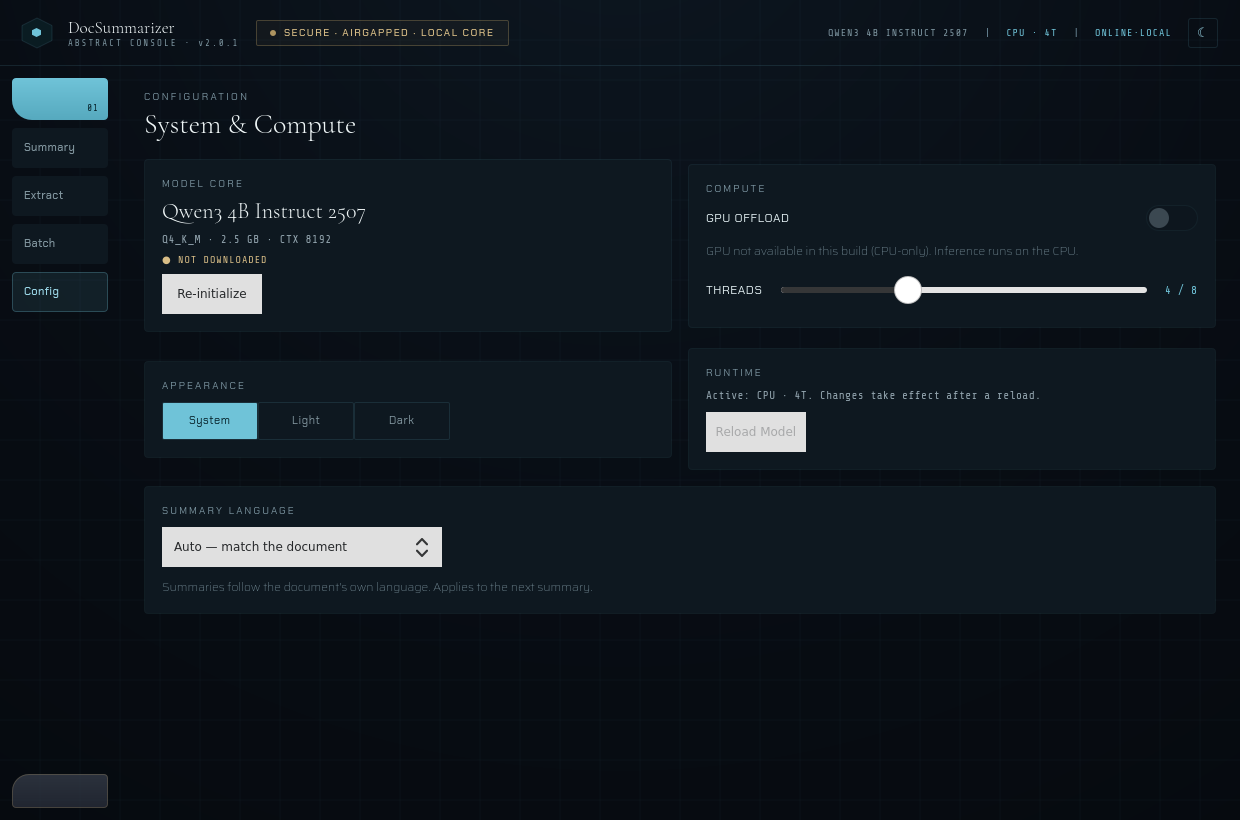 DocSummarizer
ABSTRACT CONSOLE · v2.0.1
SECURE · AIRGAPPED · LOCAL CORE
QWEN3 4B INSTRUCT 2507 | CPU · 4T | ONLINE·LOCAL
01
Summary
Extract
Batch
Config
CONFIGURATION
System & Compute
MODEL CORE
Qwen3 4B Instruct 2507
Q4_K_M · 2.5 GB · CTX 8192
NOT DOWNLOADED
Re-initialize
COMPUTE
GPU OFFLOAD
GPU not available in this build (CPU-only). Inference runs on the CPU.
THREADS
4 / 8
APPEARANCE
System
Light
Dark
RUNTIME
Active: CPU · 4T. Changes take effect after a reload.
Reload Model
SUMMARY LANGUAGE
Auto — match the document
Summaries follow the document's own language. Applies to the next summary.